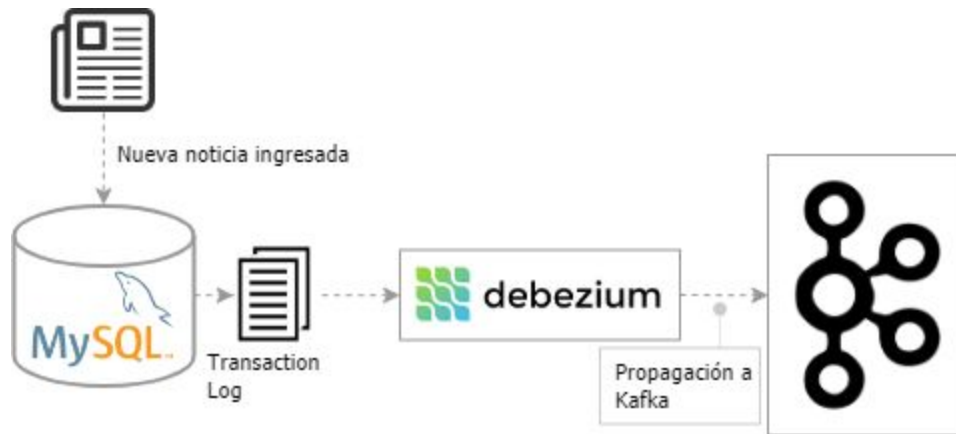 Nueva noticia ingresada
MySQL
Transaction
Log
debezium
Propagación a
Kafka